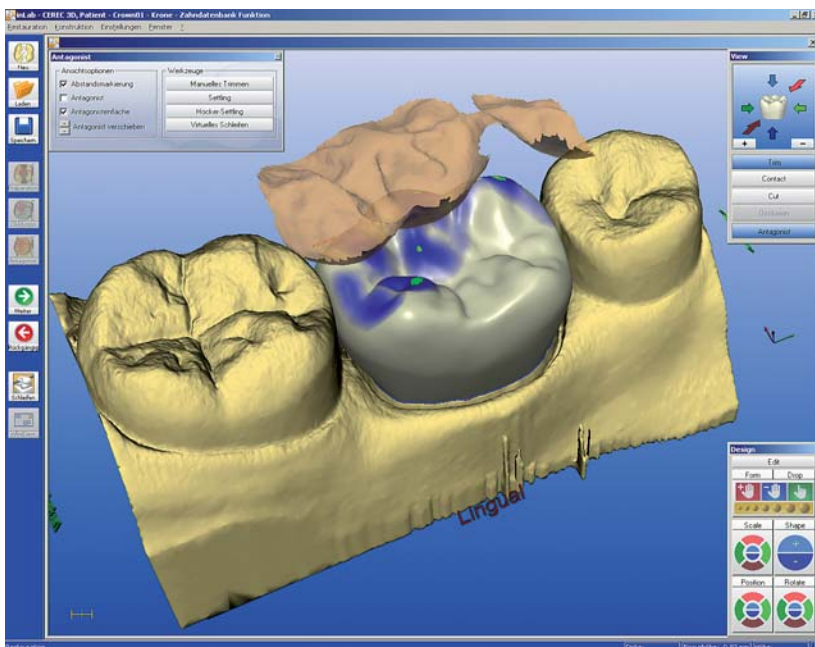 inLab - CEREC 3D, Patient - Crown01 - Krone - Zahndatenbank Funktion
Restauration Konstruktion Einstellungen Fenster ?
Neu
Laden
Speichern
Weiter
Rückgängig
Schleifen
Antagonist
Ansichtsoptionen
Abstandsmarkierung
Antagonist
Antagonistenfläche
Antagonist verschieben
Werkzeuge
Manuelles Trimmen
Settling
Höcker-Settling
Virtuelles Schleifen
View
+ -
Trim
Contact
Cut
Antagonist
Lingual
Design
Edit
Form Drop
Scale Shape
Position Rotate